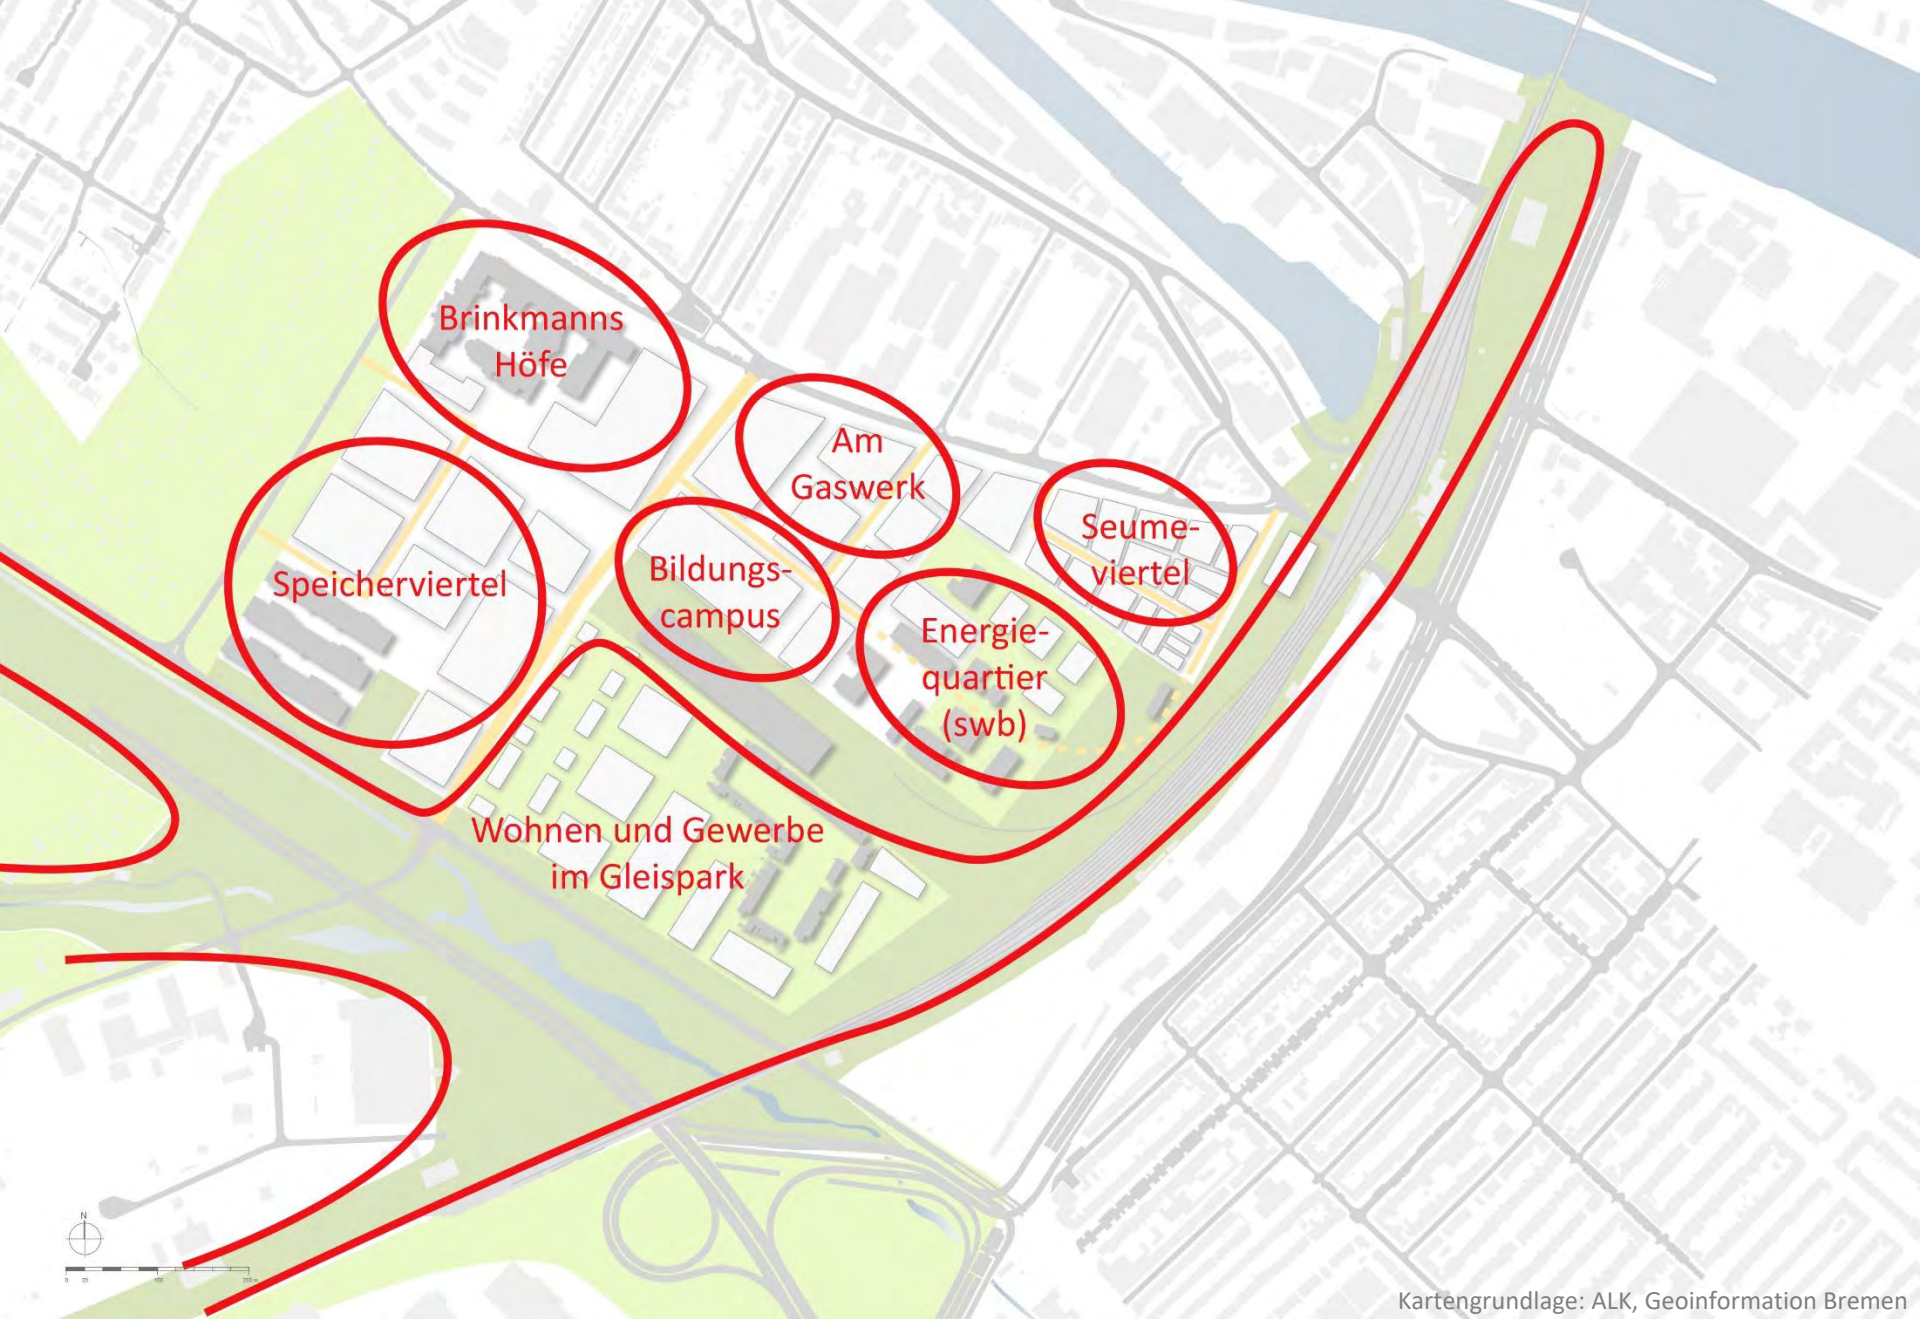 Brinkmanns
Höfe
Am
Gaswerk
Seume-
viertel
Speicherviertel
Bildungs-
campus
Energie-
quartier
(swb)
Wohnen und Gewerbe
im Gleispark
N
Kartengrundlage: ALK, Geoinformation Bremen